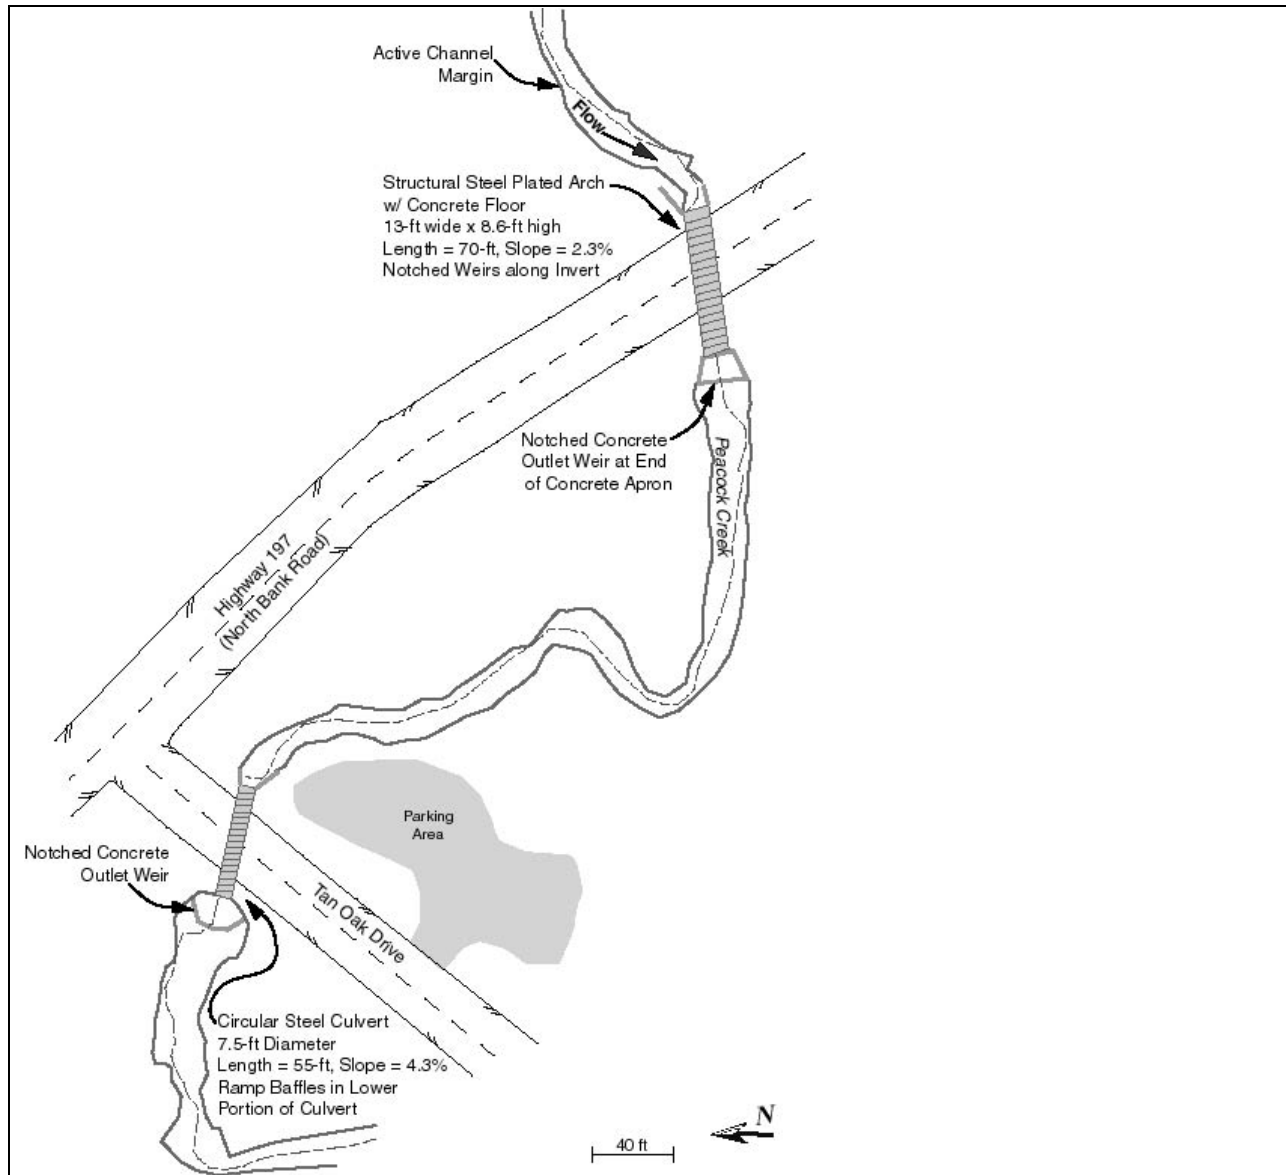 Active Channel
Margin
Flow
Structural Steel Plated Arch
w/ Concrete Floor
13-ft wide x 8.6-ft high
Length = 70-ft, Slope = 2.3%
Notched Weirs along Invert
Notched Concrete
Outlet Weir at End
of Concrete Apron
Peacock Creek
Highway 197
(North Bank Road)
Parking
Area
Notched Concrete
Outlet Weir
Tan Oak Drive
Circular Steel Culvert
7.5-ft Diameter
Length = 55-ft, Slope = 4.3%
Ramp Baffles in Lower
Portion of Culvert
40 ft
N